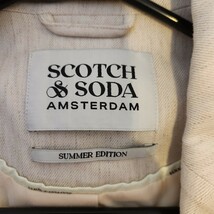 SCOTCH
& SODA
AMSTERDAM
SUMMER EDITION